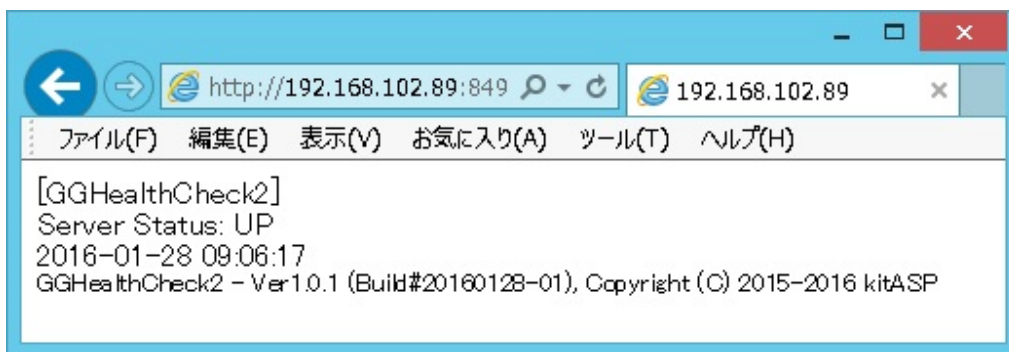 http://192.168.102.89:849
192.168.102.89
ファイル(F) 編集(E) 表示(V) お気に入り(A) ツール(T) ヘルプ(H)
[GGHealthCheck2]
Server Status: UP
2016-01-28 09:06:17
GGHealthCheck2 - Ver1.0.1 (Build#20160128-01), Copyright (C) 2015-2016 kitASP